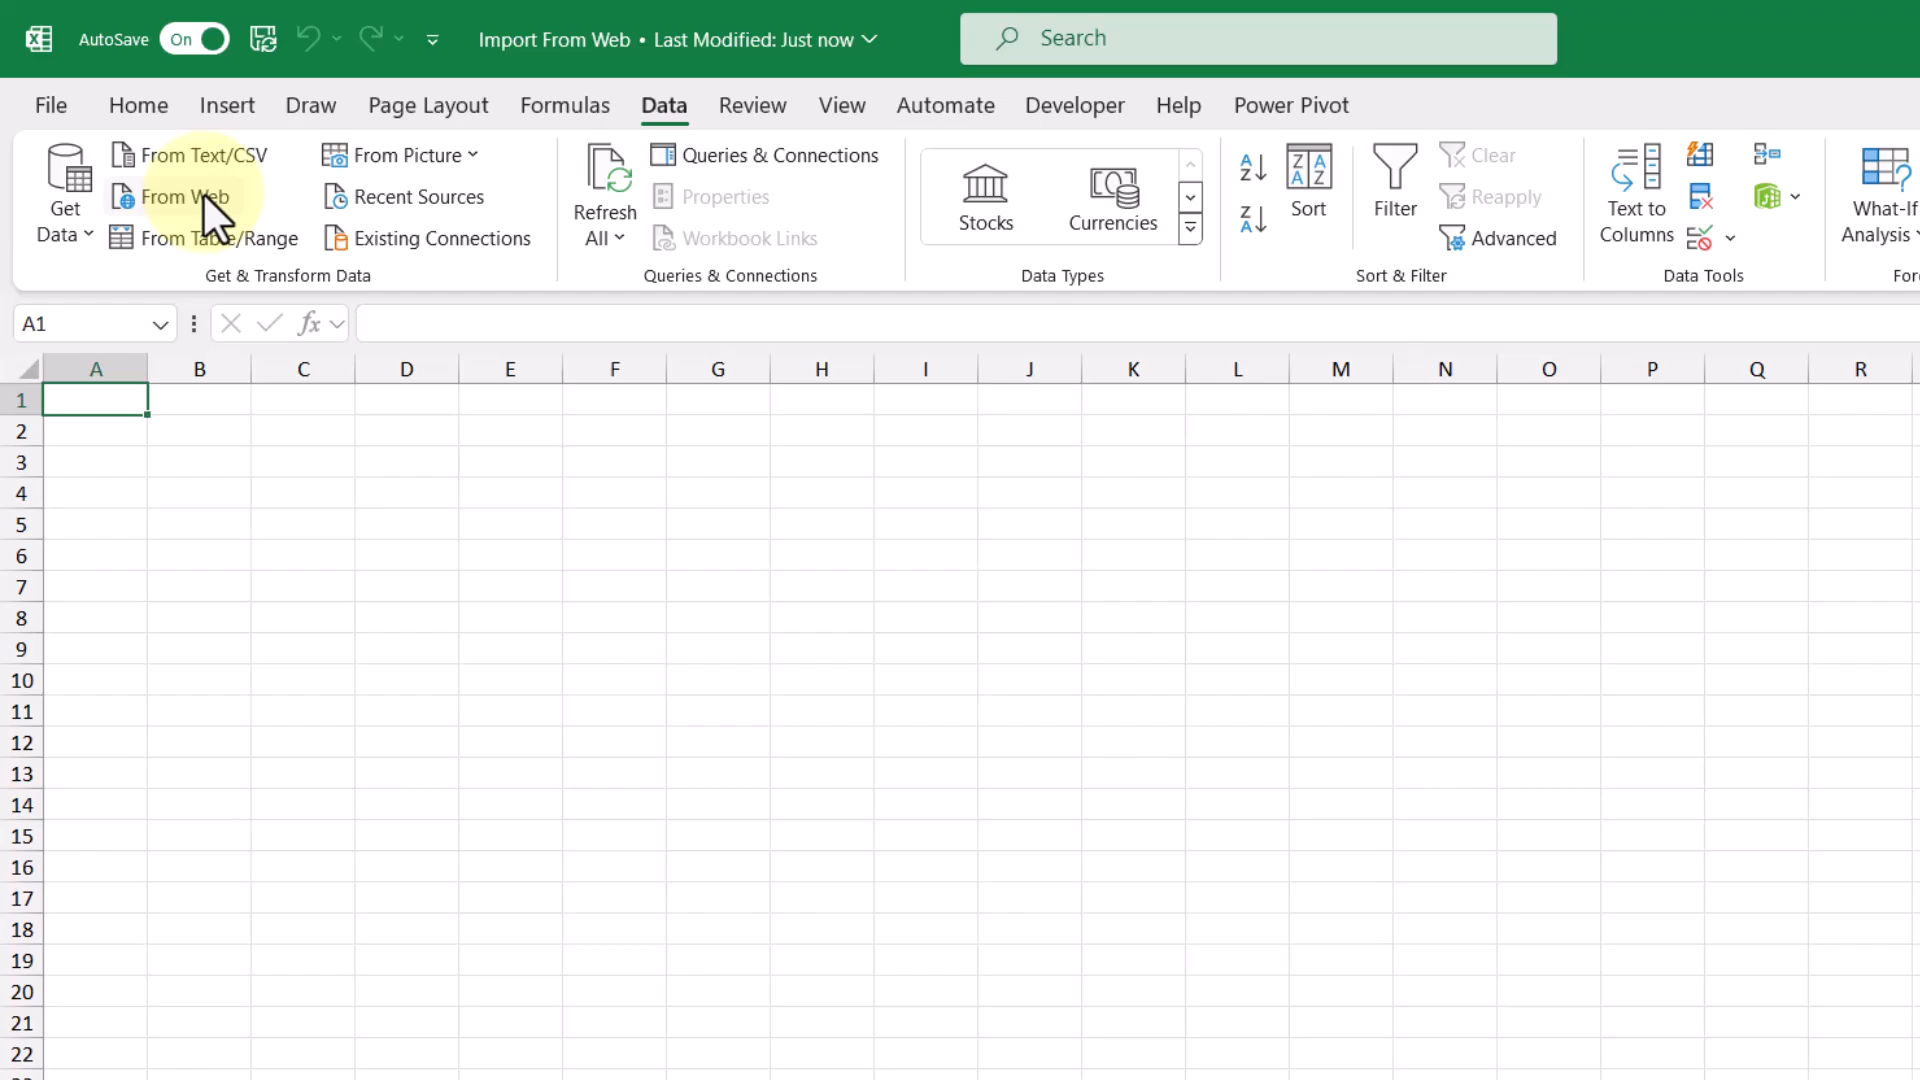 AutoSave On Import From Web • Last Modified: Just now Search
File Home Insert Draw Page Layout Formulas Data Review View Automate Developer Help Power Pivot
Get Data
From Text/CSV
From Web
From Table/Range
From Picture
Recent Sources
Existing Connections
Get & Transform Data
Refresh All
Queries & Connections
Properties
Workbook Links
Queries & Connections
Stocks
Currencies
Data Types
Sort
Filter
Clear
Reapply
Advanced
Sort & Filter
Text to
Columns
Data Tools
What-If
Analysis
A1 fx
A B C D E F G H I J K L M N O P Q R
1
2
3
4
5
6
7
8
9
10
11
12
13
14
15
16
17
18
19
20
21
22